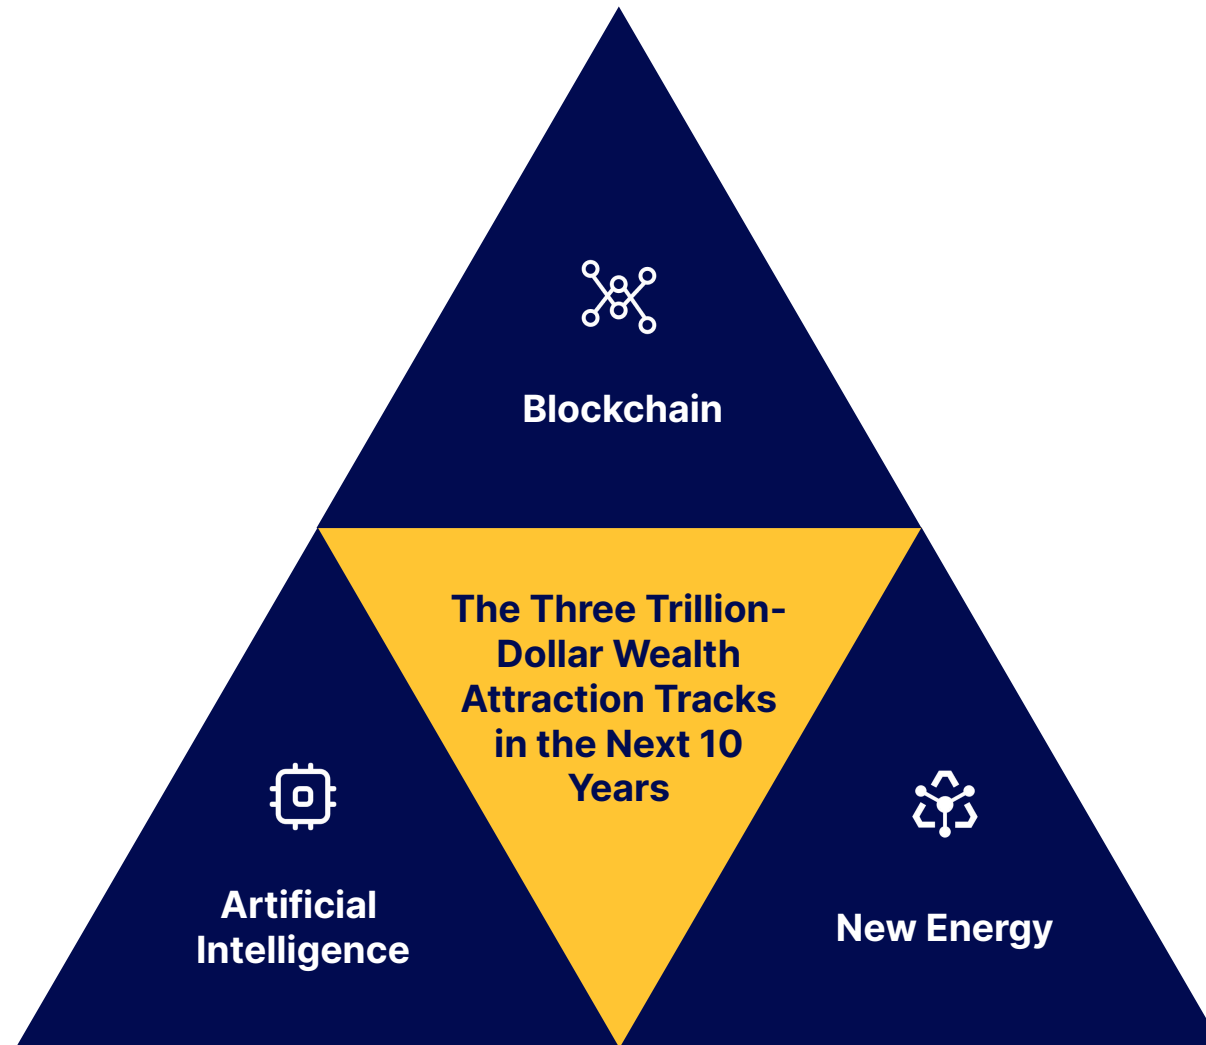 Blockchain
The Three Trillion-
Dollar Wealth
Attraction Tracks
in the Next 10
Years
Artificial
Intelligence
New Energy